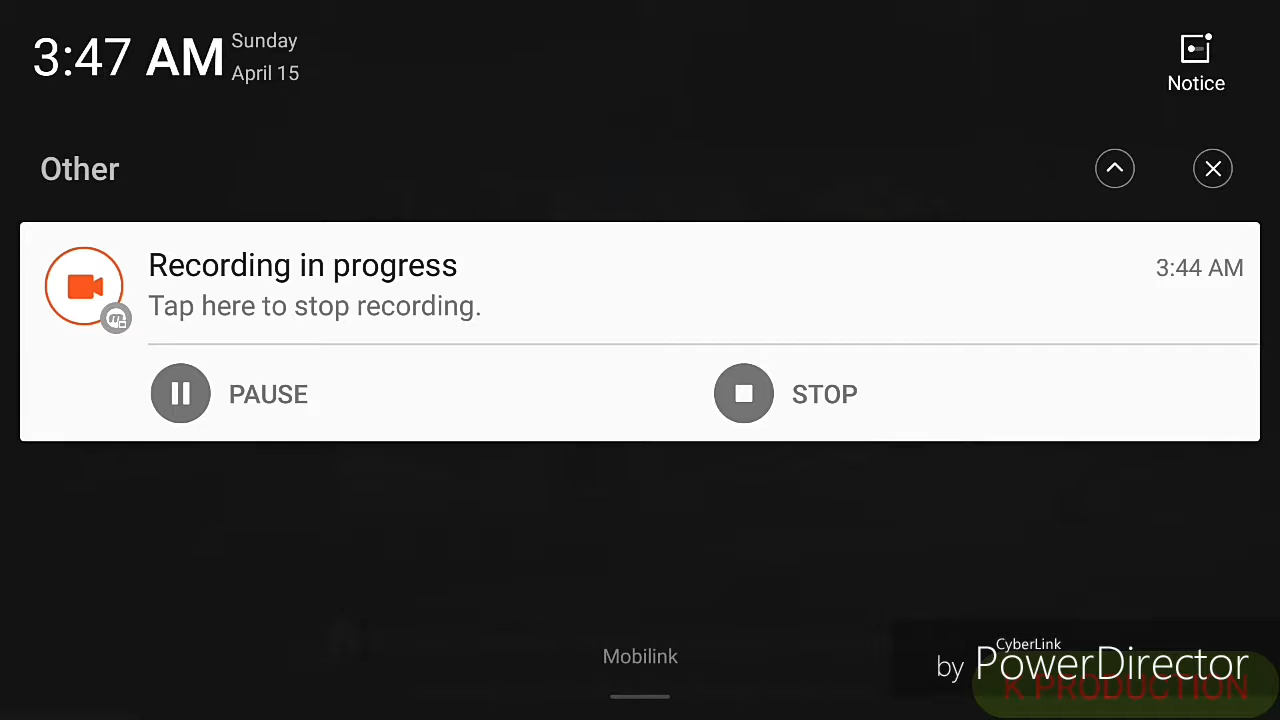 3:47 AM
Sunday
April 15
Notice
Other
Recording in progress
3:44 AM
Tap here to stop recording.
PAUSE
STOP
Mobilink
CyberLink
by PowerDirector
K PRODUCTION